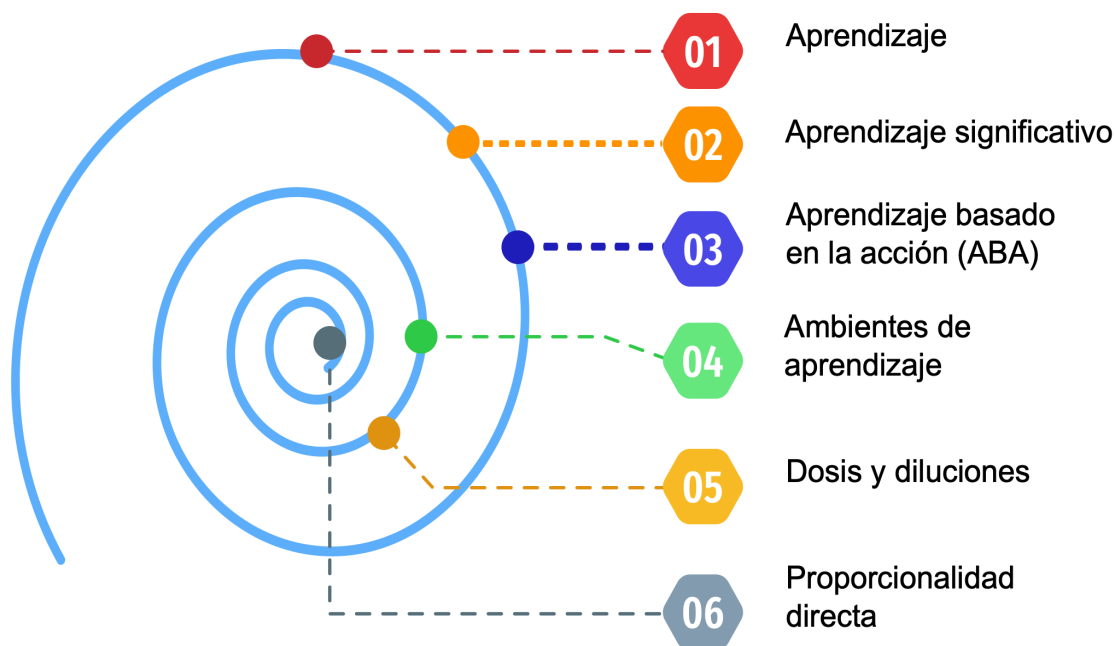 01 Aprendizaje
02 Aprendizaje significativo
03 Aprendizaje basado
en la acción (ABA)
04 Ambientes de
aprendizaje
05 Dosis y diluciones
06 Proporcionalidad
directa